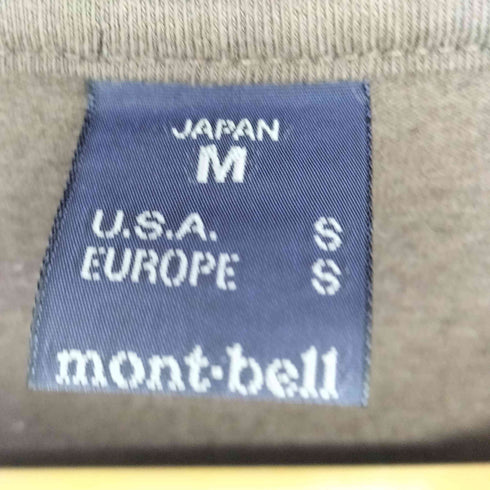 JAPAN
M
U.S.A. S
EUROPE S
mont·bell